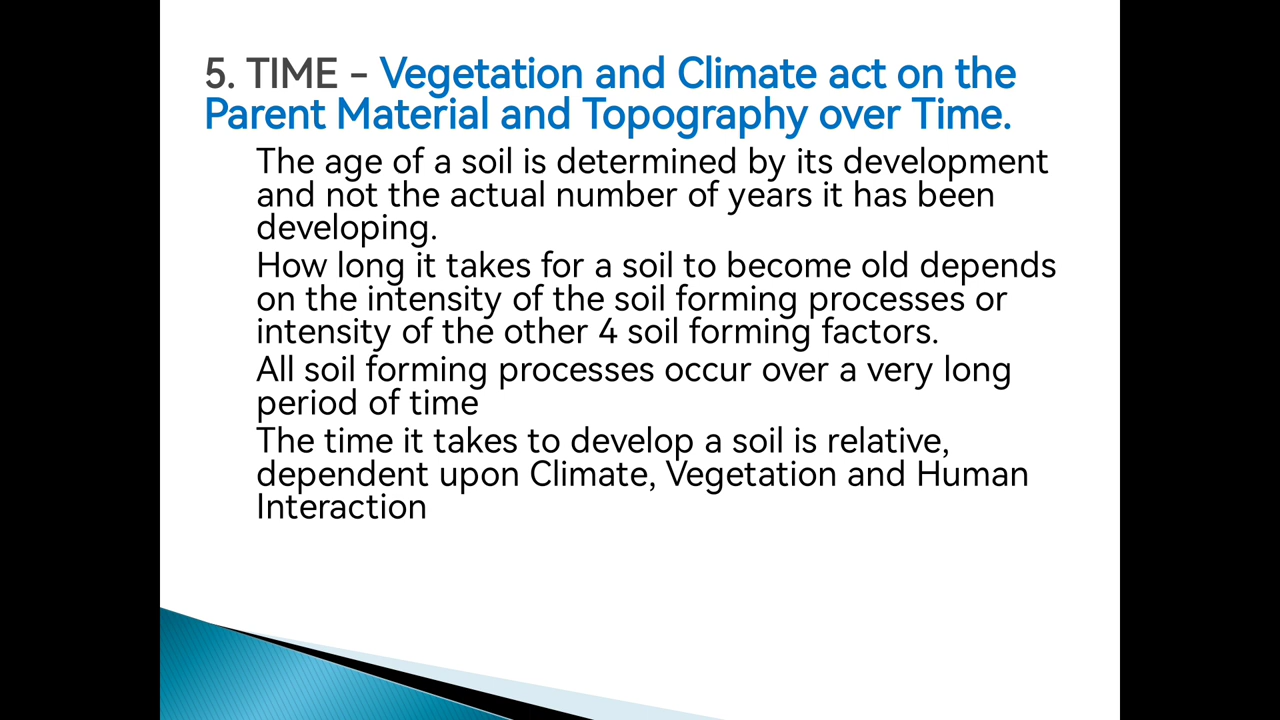 5. TIME – Vegetation and Climate act on the
Parent Material and Topography over Time.
The age of a soil is determined by its development
and not the actual number of years it has been
developing.
How long it takes for a soil to become old depends
on the intensity of the soil forming processes or
intensity of the other 4 soil forming factors.
All soil forming processes occur over a very long
period of time
The time it takes to develop a soil is relative,
dependent upon Climate, Vegetation and Human
Interaction